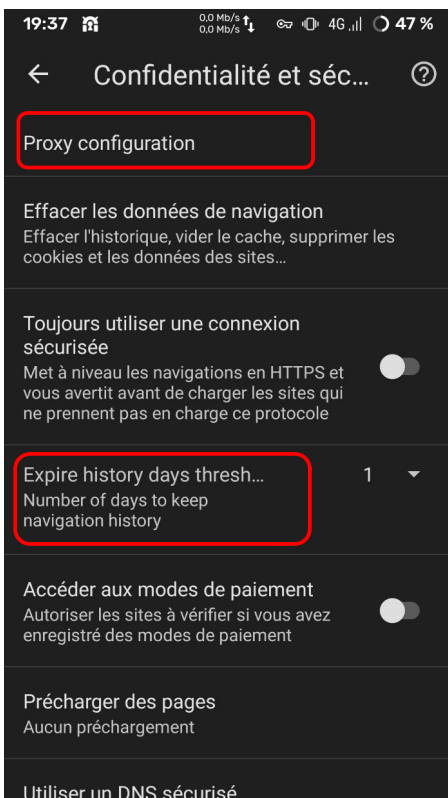 19:37
0,0 Mb/s
0,0 Mb/s
4G
47 %
Confidentialité et séc...
Proxy configuration
Effacer les données de navigation
Effacer l'historique, vider le cache, supprimer les
cookies et les données des sites...
Toujours utiliser une connexion
sécurisée
Met à niveau les navigations en HTTPS et
vous avertit avant de charger les sites qui
ne prennent pas en charge ce protocole
Expire history days thresh...
1
Number of days to keep
navigation history
Accéder aux modes de paiement
Autoriser les sites à vérifier si vous avez
enregistré des modes de paiement
Précharger des pages
Aucun préchargement
Utiliser un DNS sécurisé